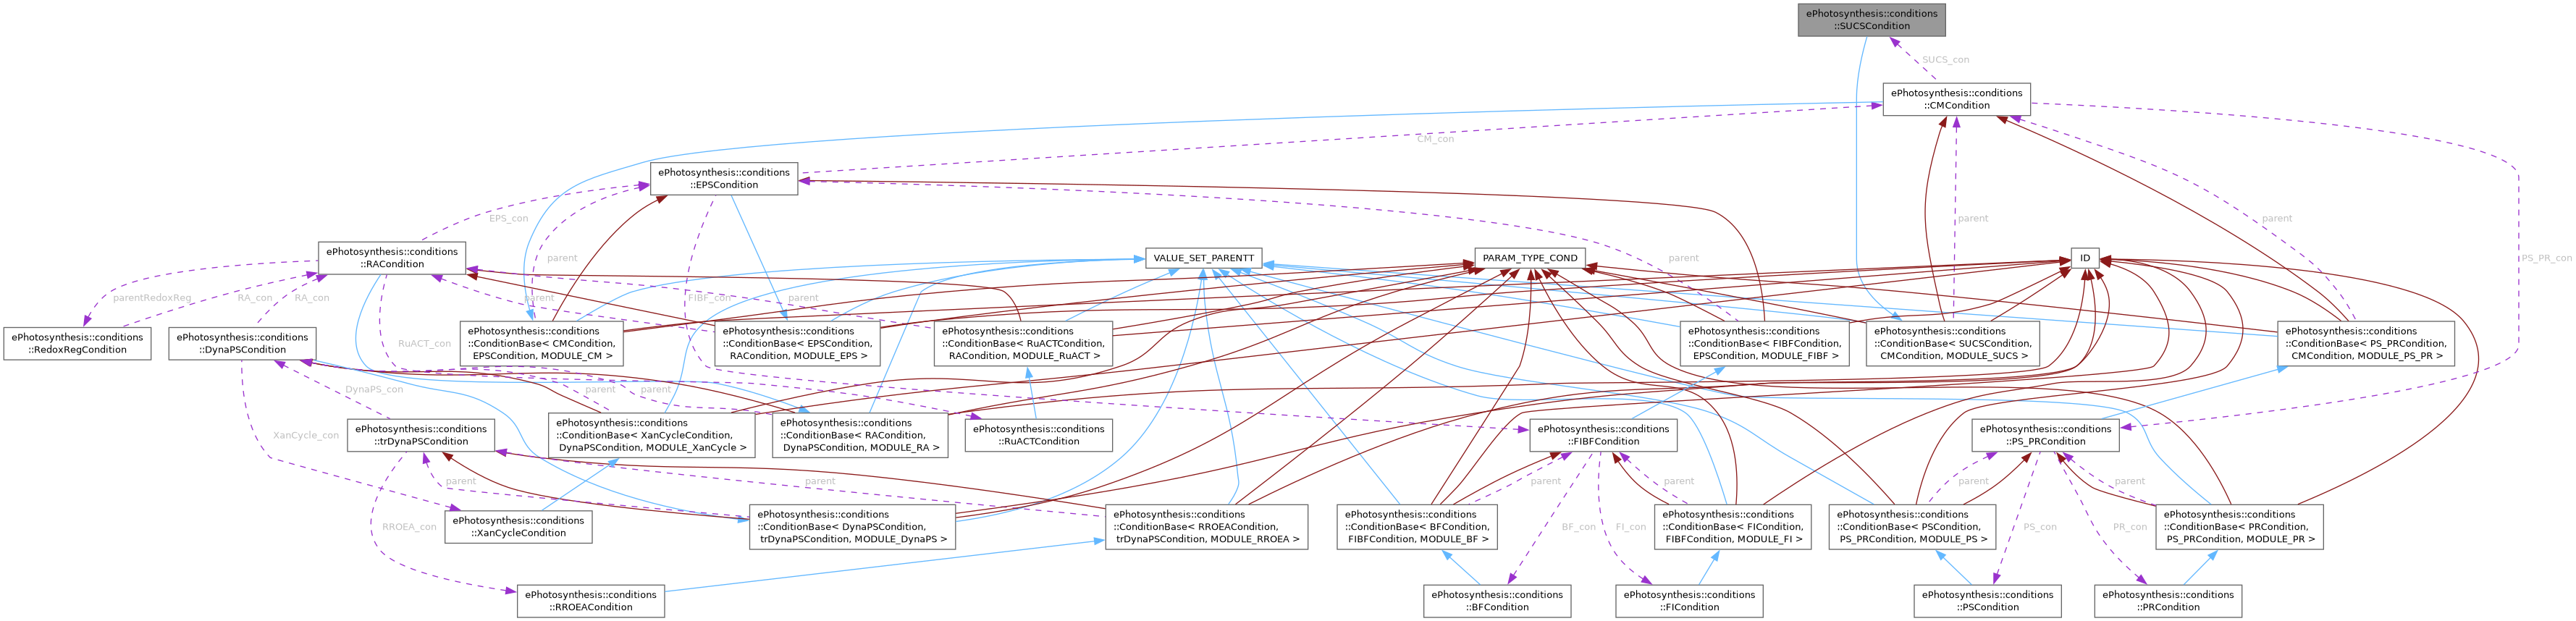 ePhotosynthesis::conditions
::SUCSCondition
SUCS_con
ePhotosynthesis::conditions
::CMCondition
CM_con
ePhotosynthesis::conditions
::EPSCondition
EPS_con
parent
parent
parent
parent
PS_PR_con
ePhotosynthesis::conditions
::RACondition
VALUE_SET_PARENTT
PARAM_TYPE_COND
ID
parentRedoxReg
RA_con
RA_con
parent
FIBF_con
parent
ePhotosynthesis::conditions
::RedoxRegCondition
ePhotosynthesis::conditions
::DynaPSCondition
RuACT_con
ePhotosynthesis::conditions
::ConditionBase< CMCondition,
EPSCondition, MODULE_CM >
ePhotosynthesis::conditions
::ConditionBase< EPSCondition,
RACondition, MODULE_EPS >
ePhotosynthesis::conditions
::ConditionBase< RuACTCondition,
RACondition, MODULE_RuACT >
ePhotosynthesis::conditions
::ConditionBase< FIBFCondition,
EPSCondition, MODULE_FIBF >
ePhotosynthesis::conditions
::ConditionBase< SUCSCondition,
CMCondition, MODULE_SUCS >
ePhotosynthesis::conditions
::ConditionBase< PS_PRCondition,
CMCondition, MODULE_PS_PR >
DynaPS_con
parent
parent
XanCycle_con
ePhotosynthesis::conditions
::trDynaPSCondition
ePhotosynthesis::conditions
::ConditionBase< XanCycleCondition,
DynaPSCondition, MODULE_XanCycle >
ePhotosynthesis::conditions
::ConditionBase< RACondition,
DynaPSCondition, MODULE_RA >
ePhotosynthesis::conditions
::RuACTCondition
ePhotosynthesis::conditions
::FIBFCondition
ePhotosynthesis::conditions
::PS_PRCondition
parent
parent
parent
parent
parent
parent
RROEA_con
BF_con
FI_con
PS_con
PR_con
ePhotosynthesis::conditions
::XanCycleCondition
ePhotosynthesis::conditions
::ConditionBase< DynaPSCondition,
trDynaPSCondition, MODULE_DynaPS >
ePhotosynthesis::conditions
::ConditionBase< RROEACondition,
trDynaPSCondition, MODULE_RROEA >
ePhotosynthesis::conditions
::ConditionBase< BFCondition,
FIBFCondition, MODULE_BF >
ePhotosynthesis::conditions
::ConditionBase< FICondition,
FIBFCondition, MODULE_FI >
ePhotosynthesis::conditions
::ConditionBase< PSCondition,
PS_PRCondition, MODULE_PS >
ePhotosynthesis::conditions
::ConditionBase< PRCondition,
PS_PRCondition, MODULE_PR >
ePhotosynthesis::conditions
::RROEACondition
ePhotosynthesis::conditions
::BFCondition
ePhotosynthesis::conditions
::FICondition
ePhotosynthesis::conditions
::PSCondition
ePhotosynthesis::conditions
::PRCondition